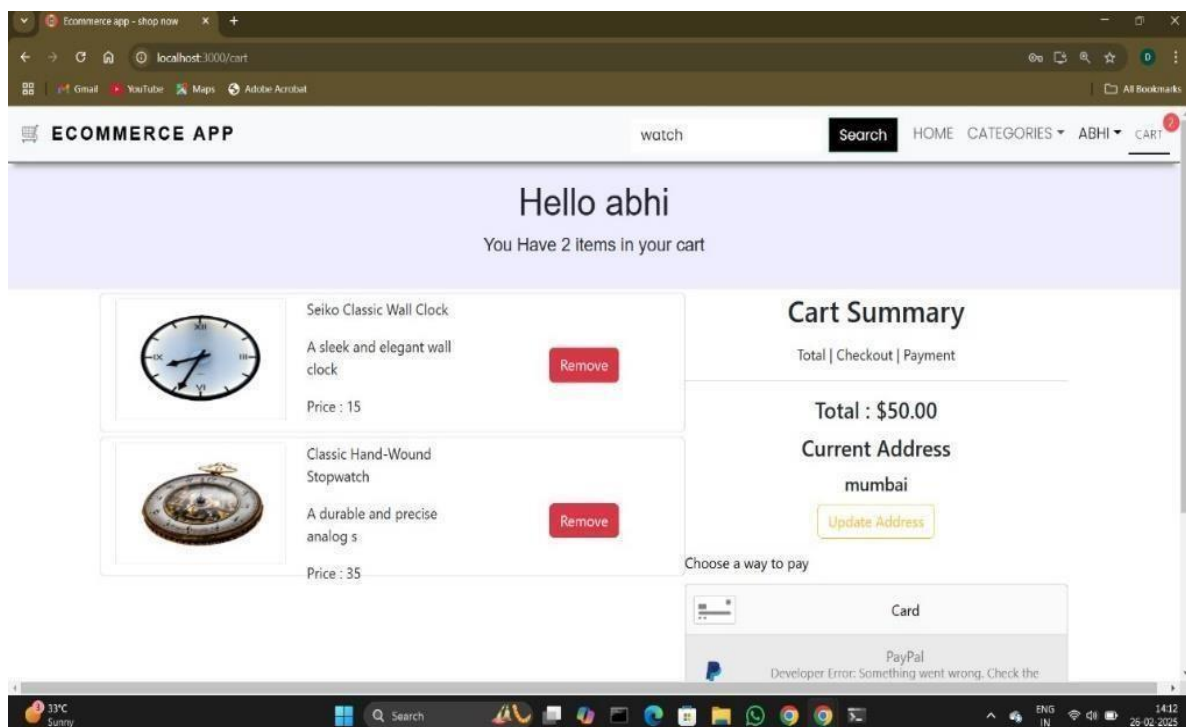 Ecommerce app - shop now
localhost:3000/cart
Gmail YouTube Maps Adobe Acrobat All Bookmarks
ECOMMERCE APP watch Search HOME CATEGORIES ABHI CART 2
Hello abhi
You Have 2 items in your cart
Seiko Classic Wall Clock
A sleek and elegant wall
clock
Price : 15
Remove
Classic Hand-Wound
Stopwatch
A durable and precise
analog s
Price : 35
Remove
Cart Summary
Total | Checkout | Payment
Total : $50.00
Current Address
mumbai
Update Address
Choose a way to pay
Card
PayPal
Developer Error: Something went wrong. Check the
33°C
Sunny
Search
ENG
IN
14:12
26-02-2025